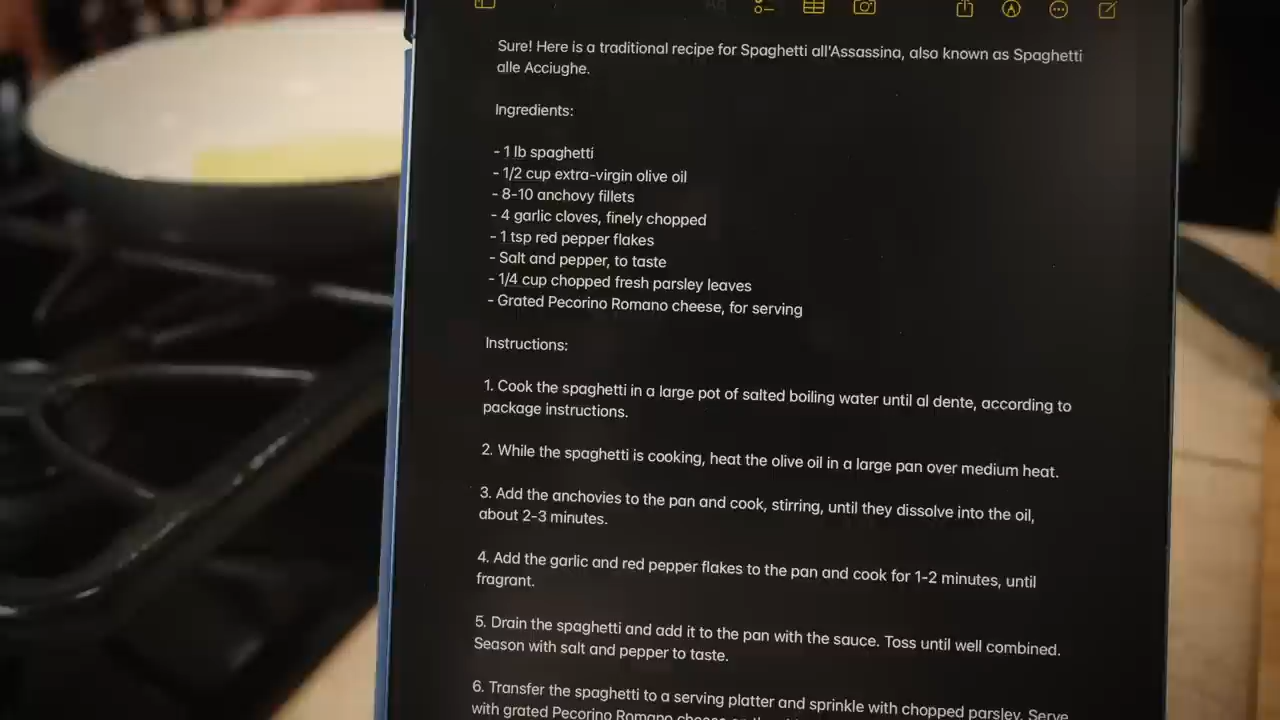 Sure! Here is a traditional recipe for Spaghetti all'Assassina, also known as Spaghetti
alle Acciughe.
Ingredients:
- 1 lb spaghetti
- 1/2 cup extra-virgin olive oil
- 8-10 anchovy fillets
- 4 garlic cloves, finely chopped
- 1 tsp red pepper flakes
- Salt and pepper, to taste
- 1/4 cup chopped fresh parsley leaves
- Grated Pecorino Romano cheese, for serving
Instructions:
1. Cook the spaghetti in a large pot of salted boiling water until al dente, according to
package instructions.
2. While the spaghetti is cooking, heat the olive oil in a large pan over medium heat.
3. Add the anchovies to the pan and cook, stirring, until they dissolve into the oil,
about 2-3 minutes.
4. Add the garlic and red pepper flakes to the pan and cook for 1-2 minutes, until
fragrant.
5. Drain the spaghetti and add it to the pan with the sauce. Toss until well combined.
Season with salt and pepper to taste.
6. Transfer the spaghetti to a serving platter and sprinkle with chopped parsley. Serve
with grated Pecorino Romano cheese